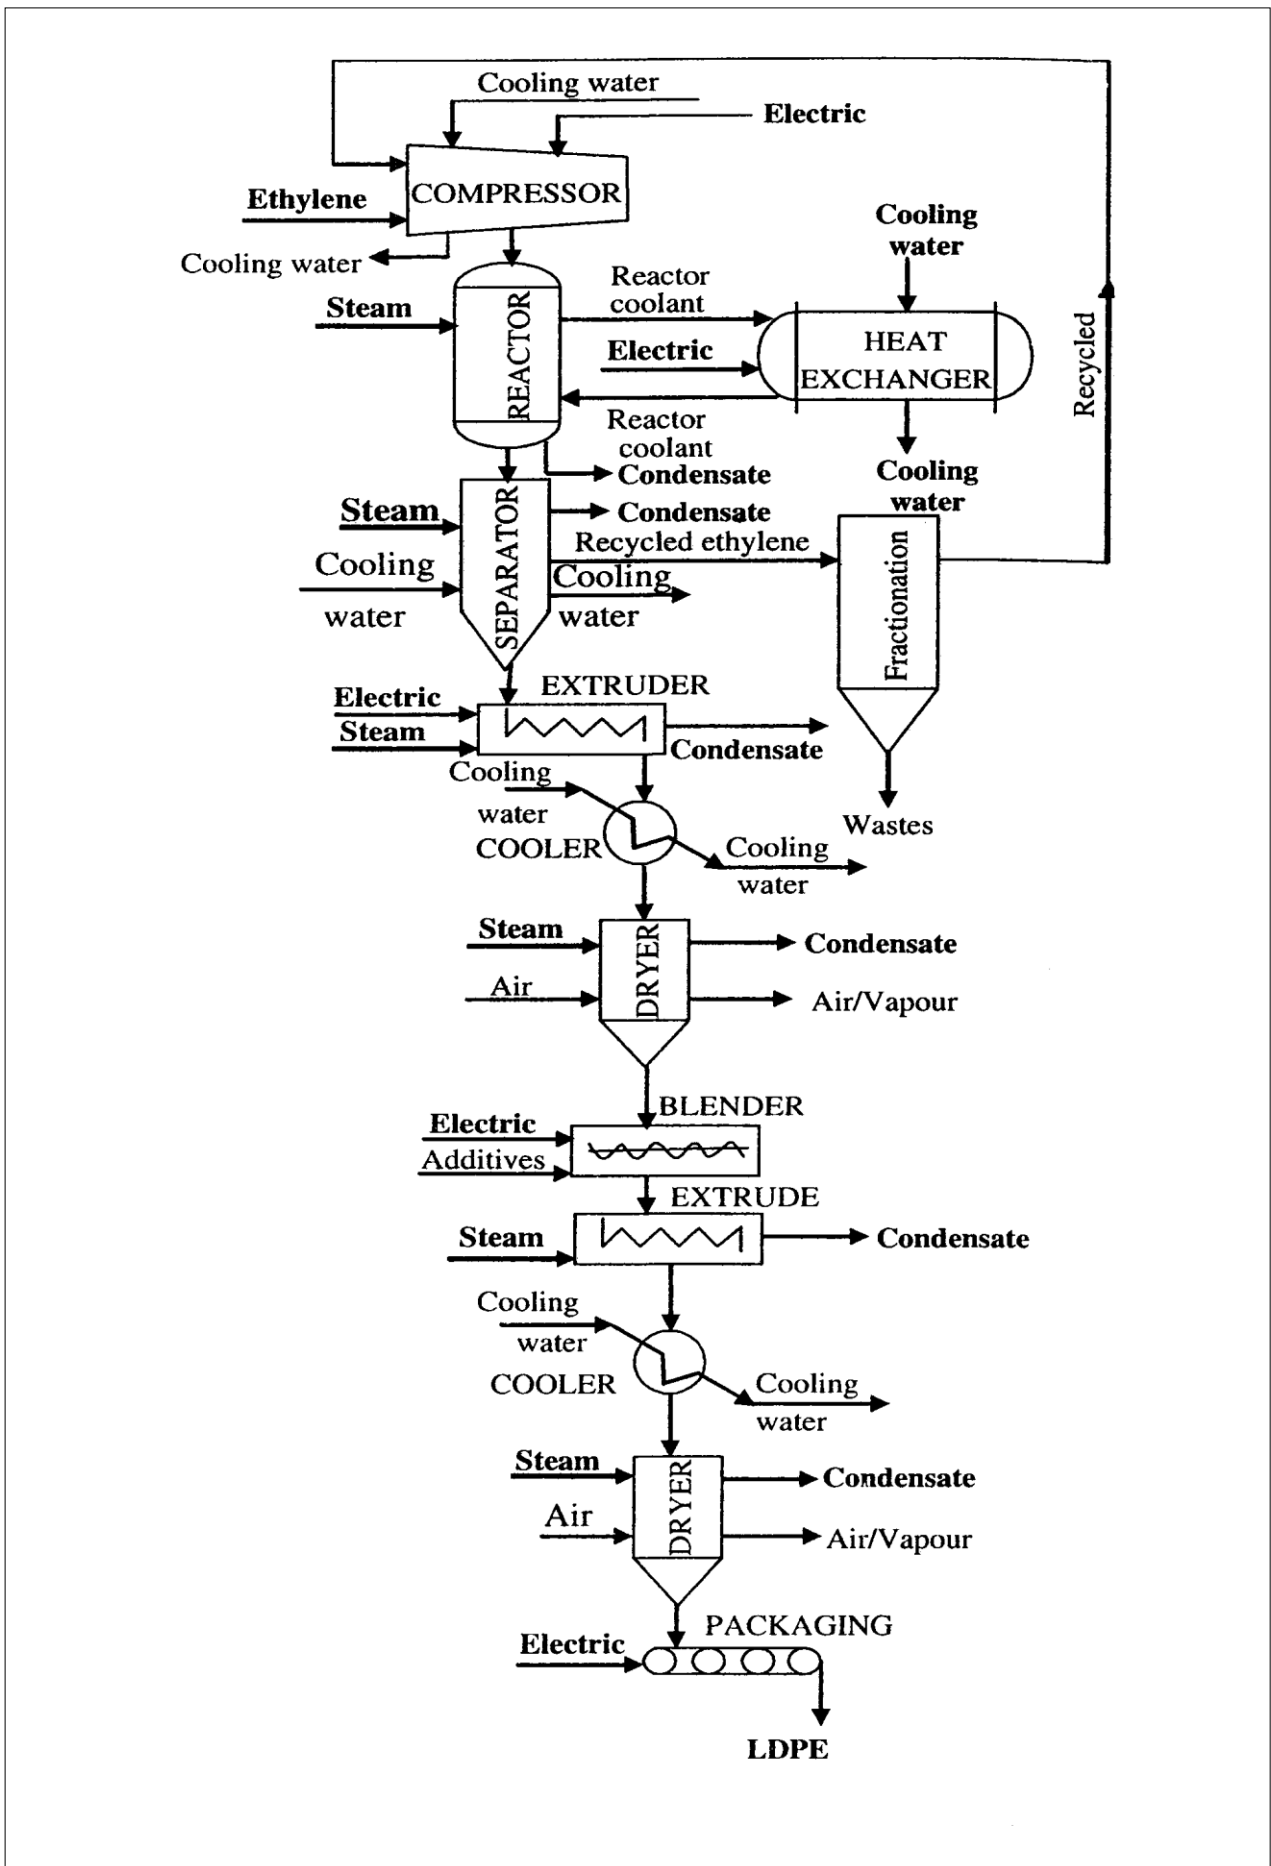 Cooling water
Electric
COMPRESSOR
Ethylene
Cooling water
Cooling
water
Steam
REACTOR
Reactor
coolant
Electric
HEAT
EXCHANGER
Recycled
Reactor
coolant
Condensate
Cooling
water
Steam
SEPARATOR
Condensate
Recycled ethylene
Cooling
water
Cooling
water
Fractionation
EXTRUDER
Electric
Steam
Condensate
Cooling
water
COOLER
Wastes
Cooling
water
Steam
DRYER
Condensate
Air
Air/Vapour
BLENDER
Electric
Additives
EXTRUDE
Steam
Condensate
Cooling
water
COOLER
Cooling
water
Steam
DRYER
Condensate
Air
Air/Vapour
PACKAGING
Electric
LDPE